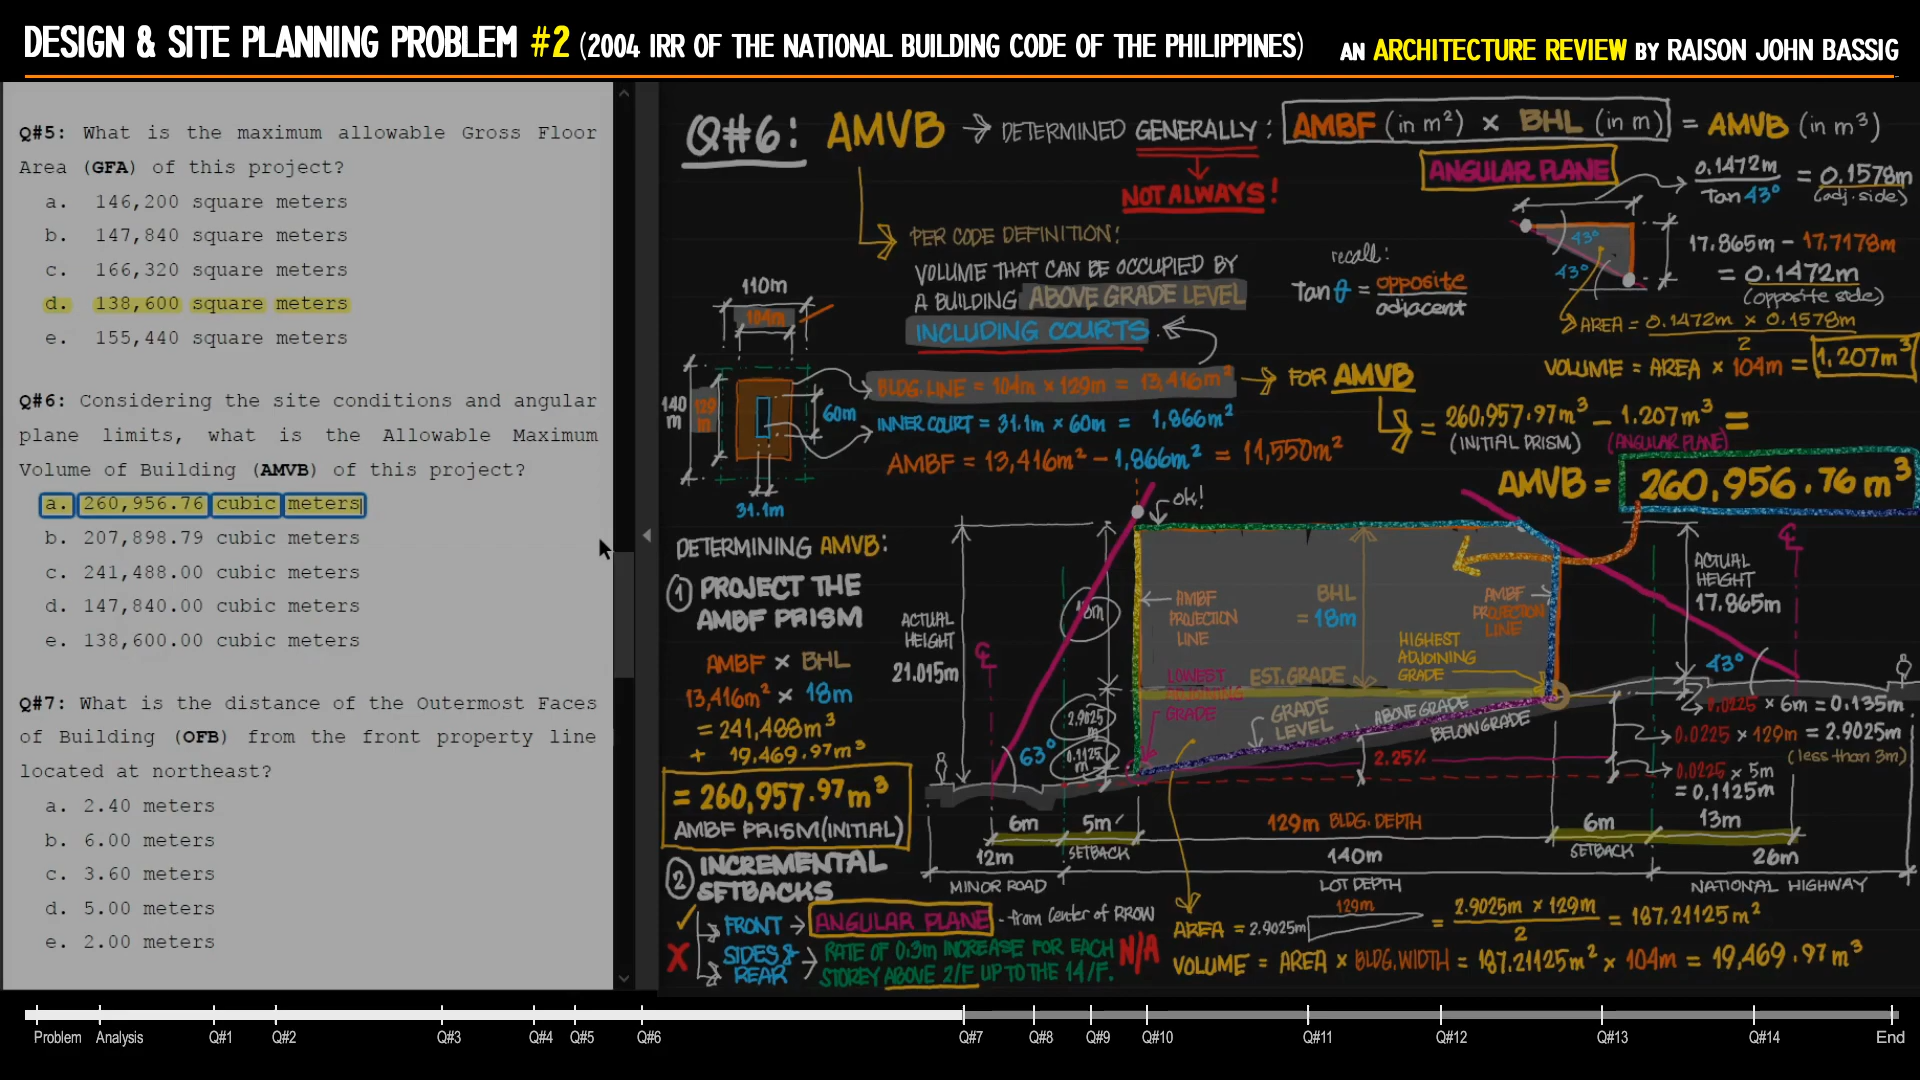 DESIGN & SITE PLANNING PROBLEM #2 (2004 IRR OF THE NATIONAL BUILDING CODE OF THE PHILIPPINES)
AN ARCHITECTURE REVIEW BY RAISON JOHN BASSIG
Q#5: What is the maximum allowable Gross Floor
Area (GFA) of this project?
a. 146,200 square meters
b. 147,840 square meters
c. 166,320 square meters
d. 138,600 square meters
e. 155,440 square meters
Q#6: Considering the site conditions and angular
plane limits, what is the Allowable Maximum
Volume of Building (AMVB) of this project?
a. 260,956.76 cubic meters
b. 207,898.79 cubic meters
c. 241,488.00 cubic meters
d. 147,840.00 cubic meters
e. 138,600.00 cubic meters
Q#7: What is the distance of the Outermost Faces
of Building (OFB) from the front property line
located at northeast?
a. 2.40 meters
b. 6.00 meters
c. 3.60 meters
d. 5.00 meters
e. 2.00 meters
Q#6: AMVB → DETERMINED GENERALLY: AMBF (in m²) x BHL (in m) = AMVB (in m³)
NOT ALWAYS!
PER CODE DEFINITION:
VOLUME THAT CAN BE OCCUPIED BY
A BUILDING ABOVE GRADE LEVEL
INCLUDING COURTS
recall:
Tan θ = opposite
adjacent
ANGULAR PLANE
0.1472m
Tan 43°
= 0.1578m
(adj. side)
43°
43°
17.865m - 17.7178m
= 0.1472m
(opposite side)
AREA = 0.1472m x 0.1578m
2
VOLUME = AREA x 104m = 1,207m³
110m
104m
140
m
129
m
60m
31.1m
BLDG. LINE = 104m x 129m = 13,416m²
INNER COURT = 31.1m x 60m = 1,866m²
AMBF = 13,416m² - 1,866m² = 11,550m²
FOR AMVB
= 260,957.97m³ - 1.207m³ =
(INITIAL PRISM) (ANGULAR PLANE)
AMVB = 260,956.76 m³
DETERMINING AMVB:
1 PROJECT THE
AMBF PRISM
AMBF x BHL
13,416m² x 18m
= 241,488m³
+ 19,469.97m³
= 260,957.97m³
AMBF PRISM (INITIAL)
2 INCREMENTAL
SETBACKS
FRONT → ANGULAR PLANE - from center of RROW
SIDES &
REAR
RATE OF 0.3m INCREASE FOR EACH
STOREY ABOVE 2/F UP TO THE 14/F.
N/A
ok!
ACTUAL
HEIGHT
21.015m
18m
2.9025
m
0.1125
m
63°
AMBF
PROJECTION
LINE
BHL
= 18m
AMBF
PROJECTION
LINE
HIGHEST
ADJOINING
GRADE
LOWEST
ADJOINING
GRADE
EST. GRADE
GRADE
LEVEL
ABOVE GRADE
BELOW GRADE
2.25%
ACTUAL
HEIGHT
17.865m
43°
0.0225 x 6m = 0.135m
0.0225 x 129m = 2.9025m
(less than 3m)
0.0225 x 5m
= 0.1125m
6m
5m
129m BLDG. DEPTH
6m
13m
12m
SETBACK
140m
SETBACK
26m
MINOR ROAD
LOT DEPTH
NATIONAL HIGHWAY
AREA = 2.9025m
129m
= 2.9025m x 129m
2
= 187.21125m²
VOLUME = AREA x BLDG. WIDTH = 187.21125m² x 104m = 19,469.97m³
Problem Analysis Q#1 Q#2 Q#3 Q#4 Q#5 Q#6 Q#7 Q#8 Q#9 Q#10 Q#11 Q#12 Q#13 Q#14 End